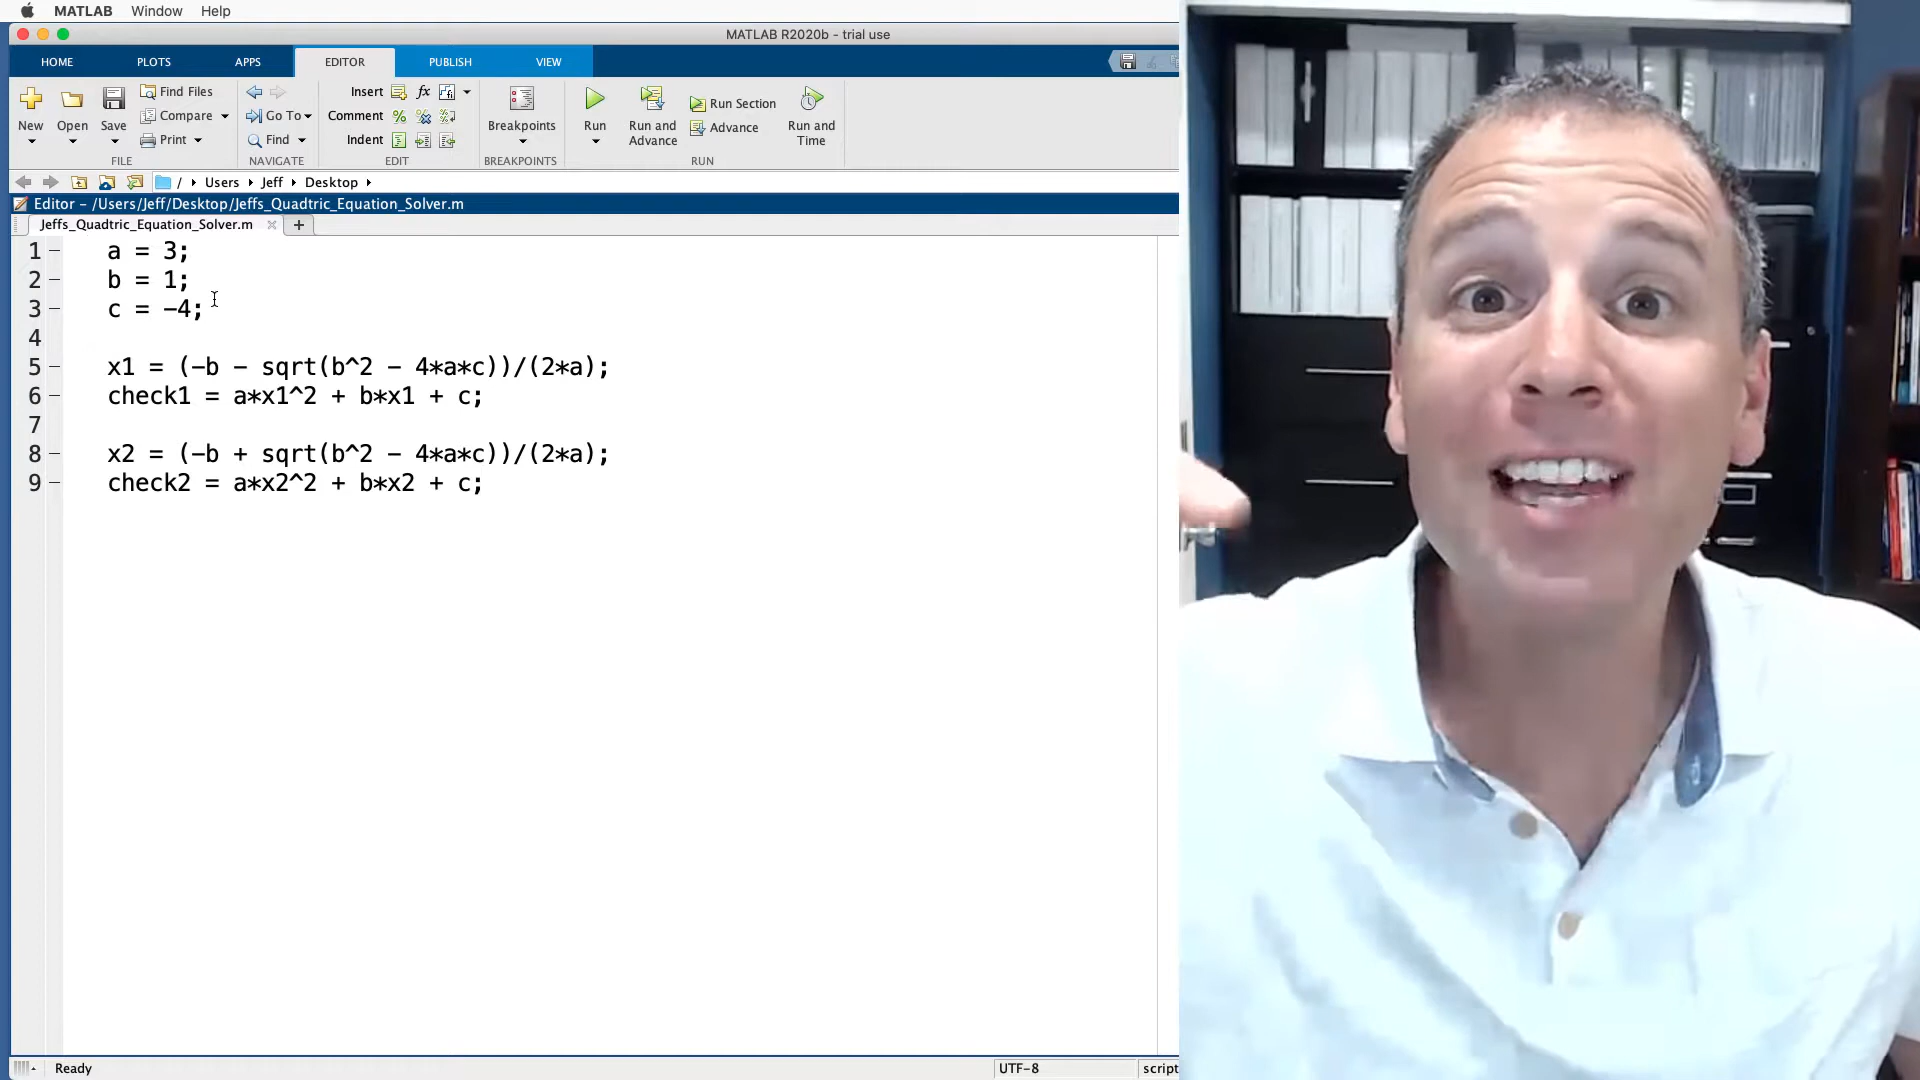 MATLAB Window Help
MATLAB R2020b - trial use
HOME PLOTS APPS EDITOR PUBLISH VIEW
New Open Save Find Files Compare Print Go To Find Insert fx Comment Indent Breakpoints Run Run and Advance Run Section Advance Run and Time
FILE NAVIGATE EDIT BREAKPOINTS RUN
/ Users Jeff Desktop
Editor - /Users/Jeff/Desktop/Jeffs_Quadtric_Equation_Solver.m
Jeffs_Quadtric_Equation_Solver.m
1 a = 3;
2 b = 1;
3 c = -4;
4
5 x1 = (-b - sqrt(b^2 - 4*a*c))/(2*a);
6 check1 = a*x1^2 + b*x1 + c;
7
8 x2 = (-b + sqrt(b^2 - 4*a*c))/(2*a);
9 check2 = a*x2^2 + b*x2 + c;
Ready UTF-8 script